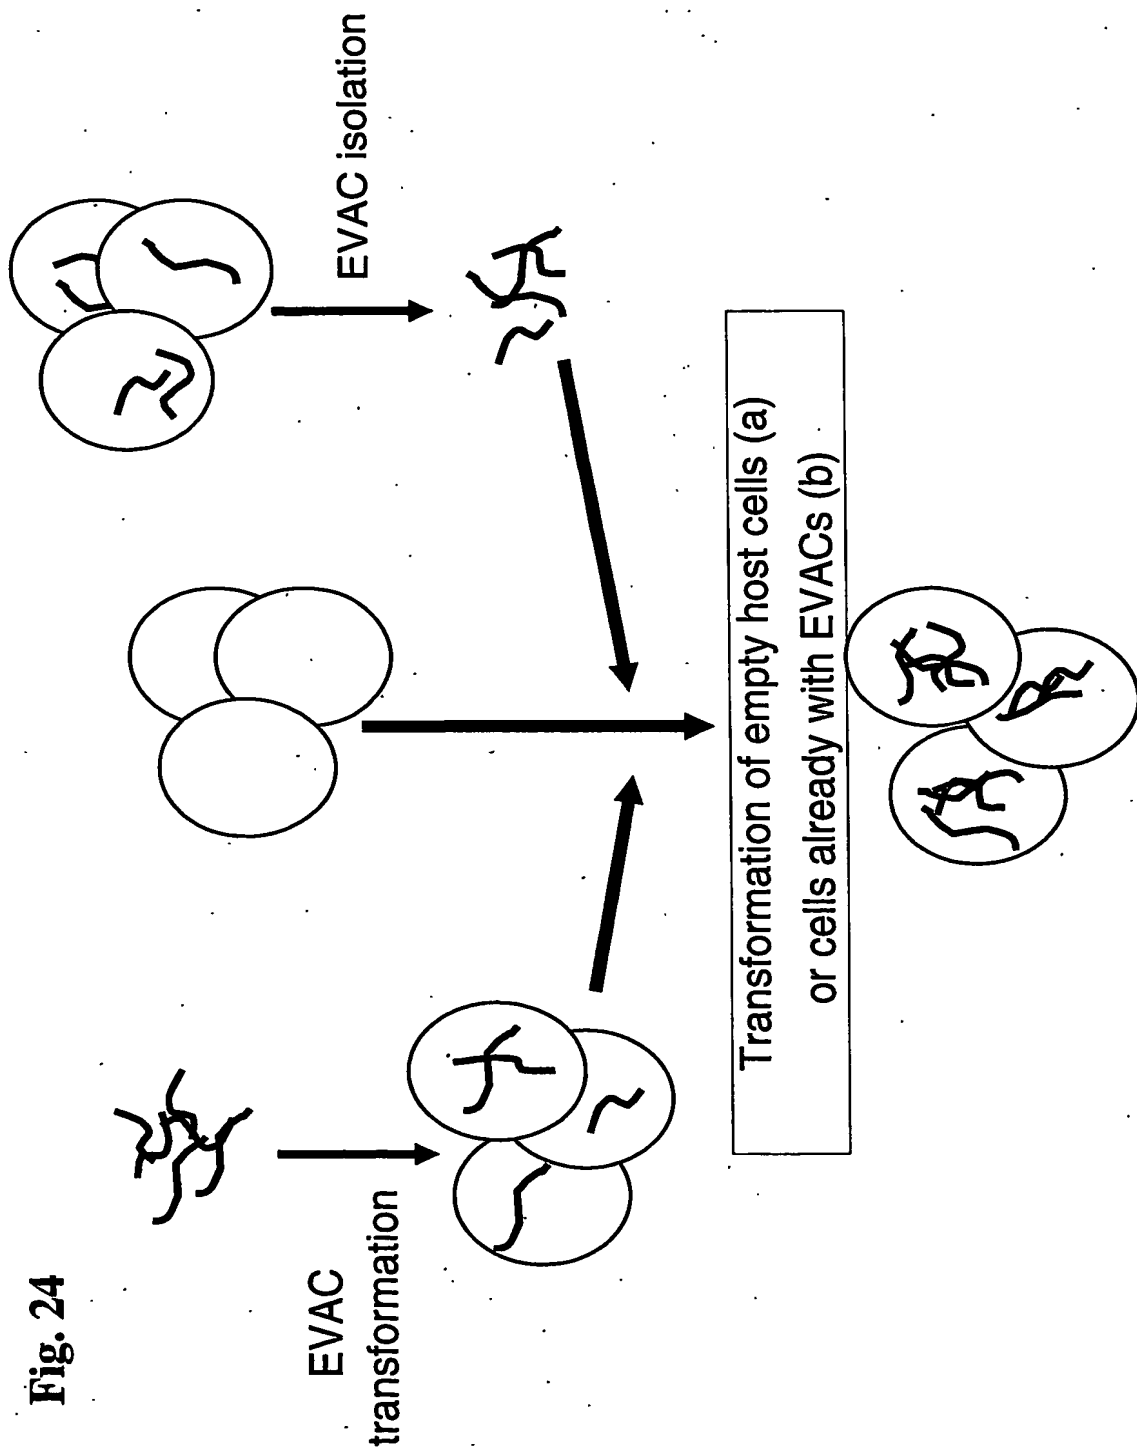 Fig. 24
EVAC
transformation
EVAC isolation
Transformation of empty host cells (a)
or cells already with EVACs (b)